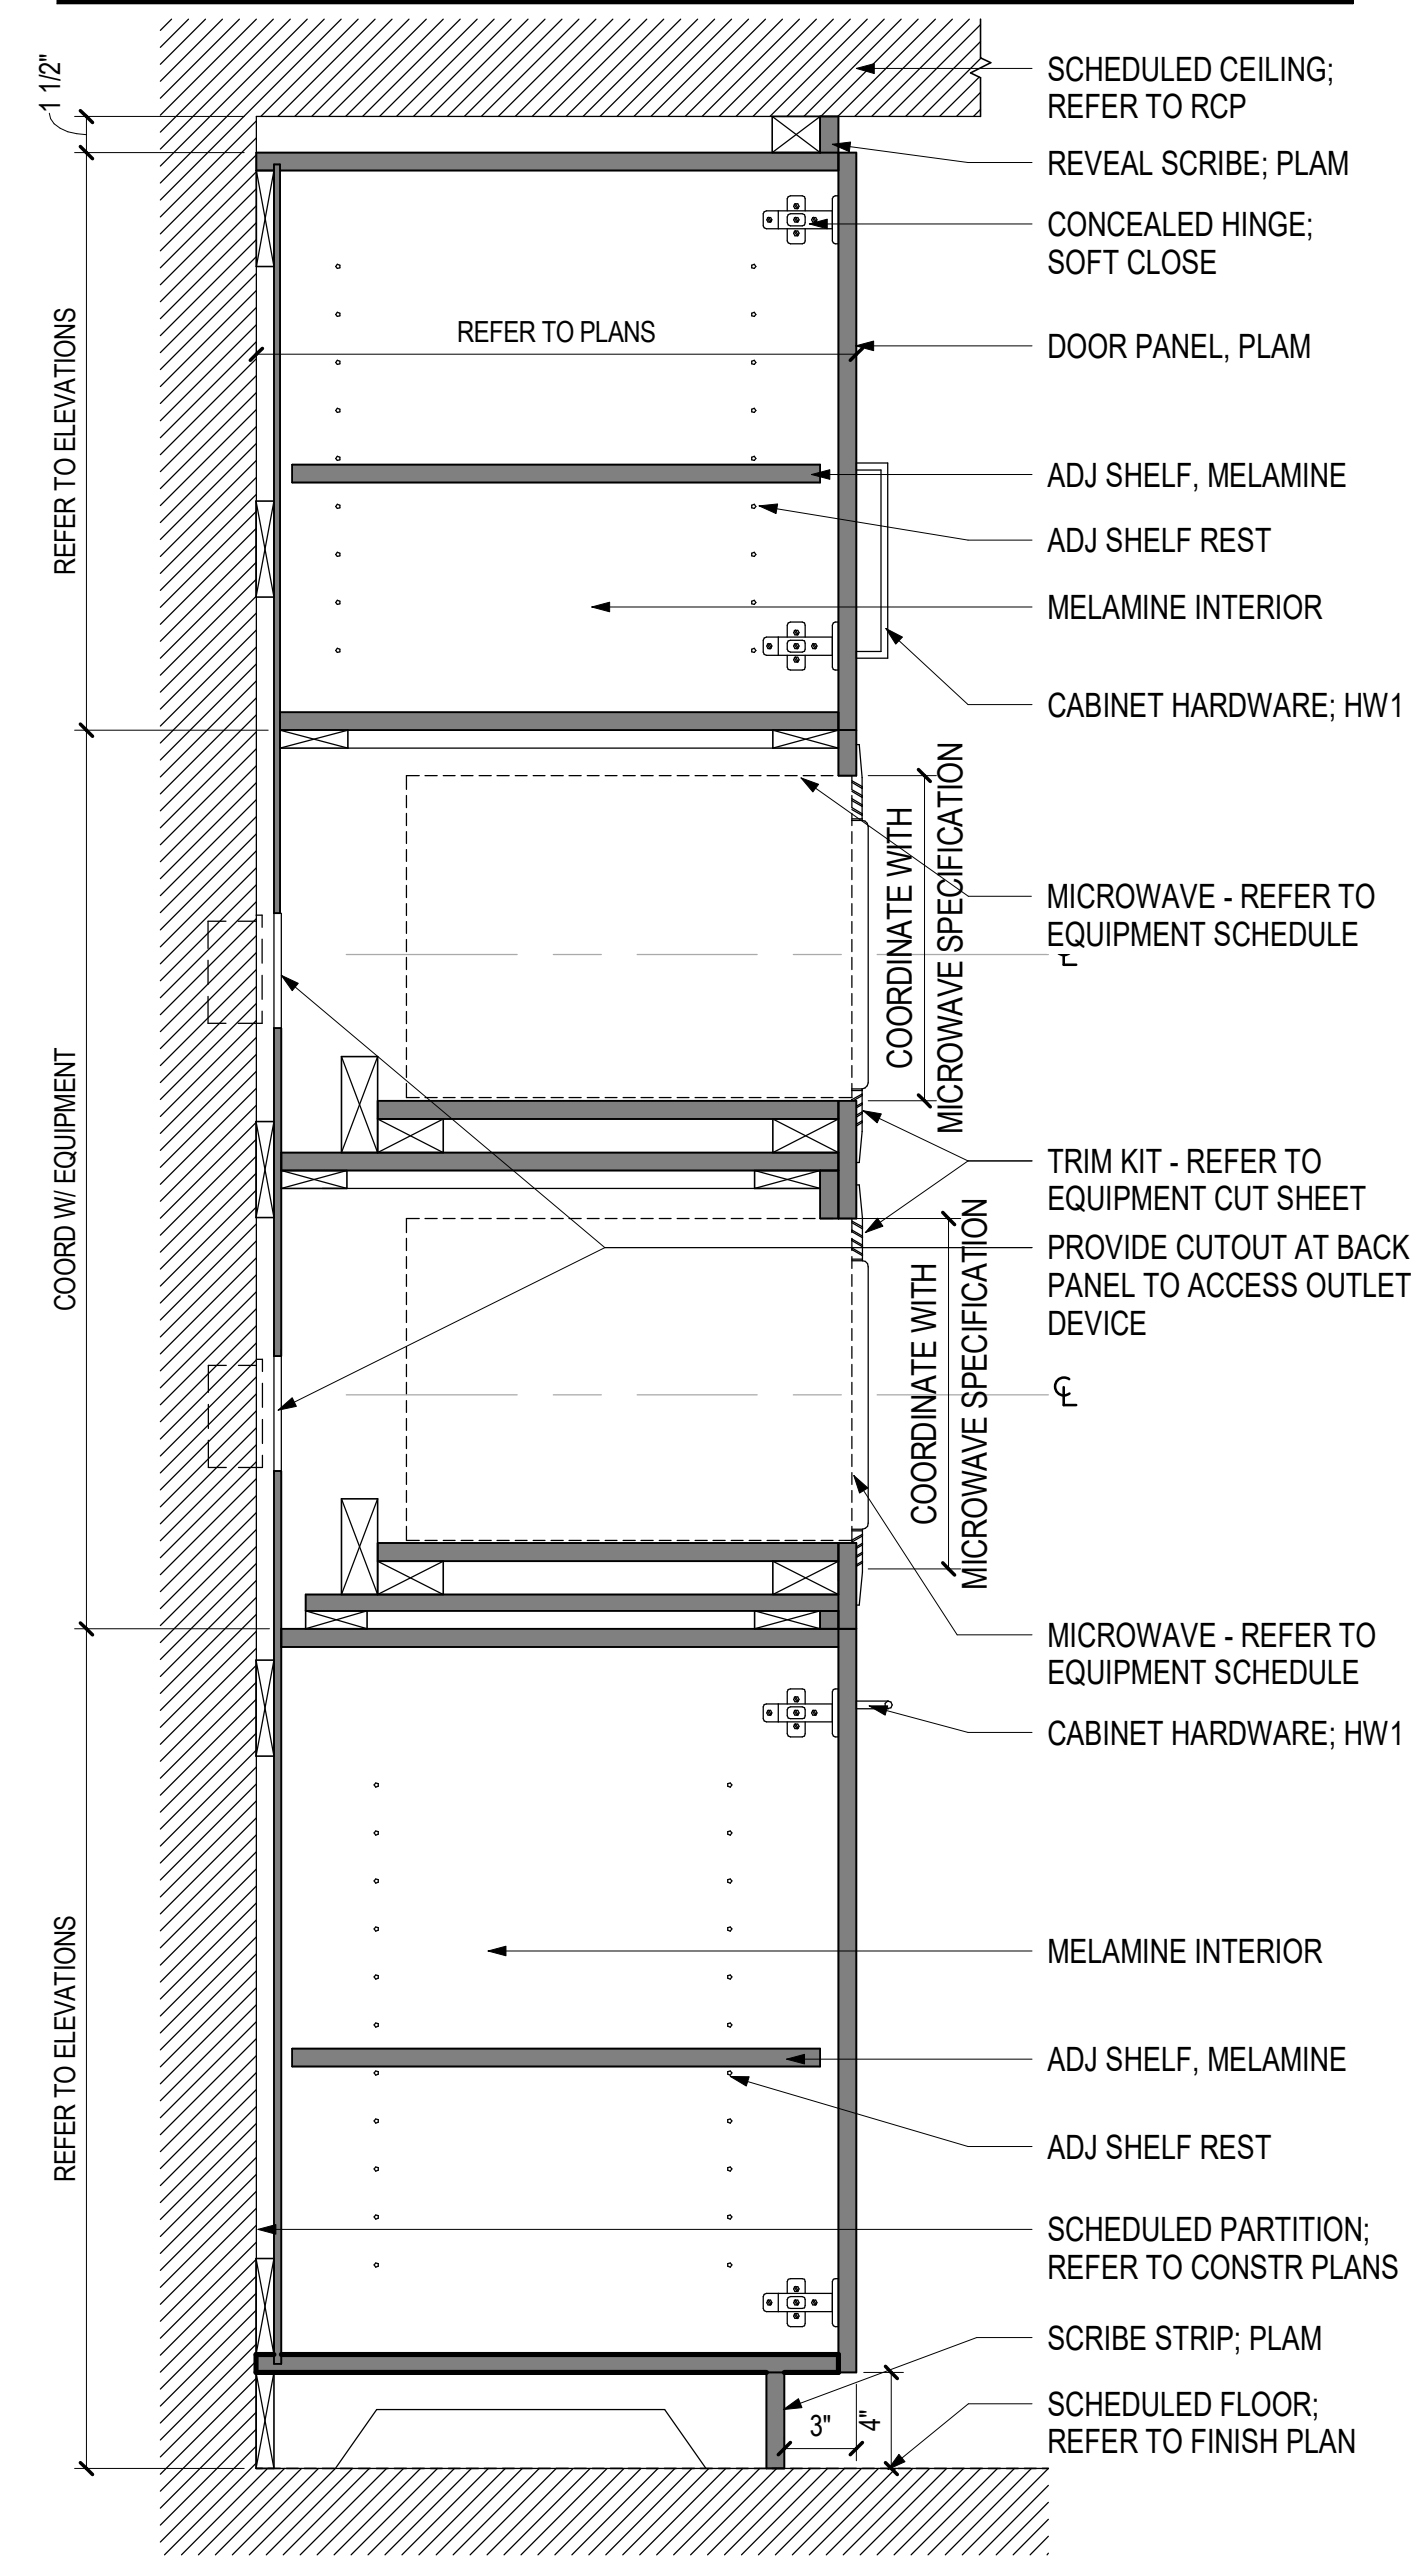 1 1/2"
SCHEDULED CEILING;
REFER TO RCP
REVEAL SCRIBE; PLAM
CONCEALED HINGE;
SOFT CLOSE
REFER TO PLANS
DOOR PANEL, PLAM
REFER TO ELEVATIONS
ADJ SHELF, MELAMINE
ADJ SHELF REST
MELAMINE INTERIOR
CABINET HARDWARE; HW1
COORDINATE WITH
MICROWAVE SPECIFICATION
MICROWAVE - REFER TO
EQUIPMENT SCHEDULE
COORD W/ EQUIPMENT
TRIM KIT - REFER TO
EQUIPMENT CUT SHEET
PROVIDE CUTOUT AT BACK
PANEL TO ACCESS OUTLET
DEVICE
COORDINATE WITH
MICROWAVE SPECIFICATION
℄
MICROWAVE - REFER TO
EQUIPMENT SCHEDULE
CABINET HARDWARE; HW1
MELAMINE INTERIOR
REFER TO ELEVATIONS
ADJ SHELF, MELAMINE
ADJ SHELF REST
SCHEDULED PARTITION;
REFER TO CONSTR PLANS
SCRIBE STRIP; PLAM
3"
4"
SCHEDULED FLOOR;
REFER TO FINISH PLAN